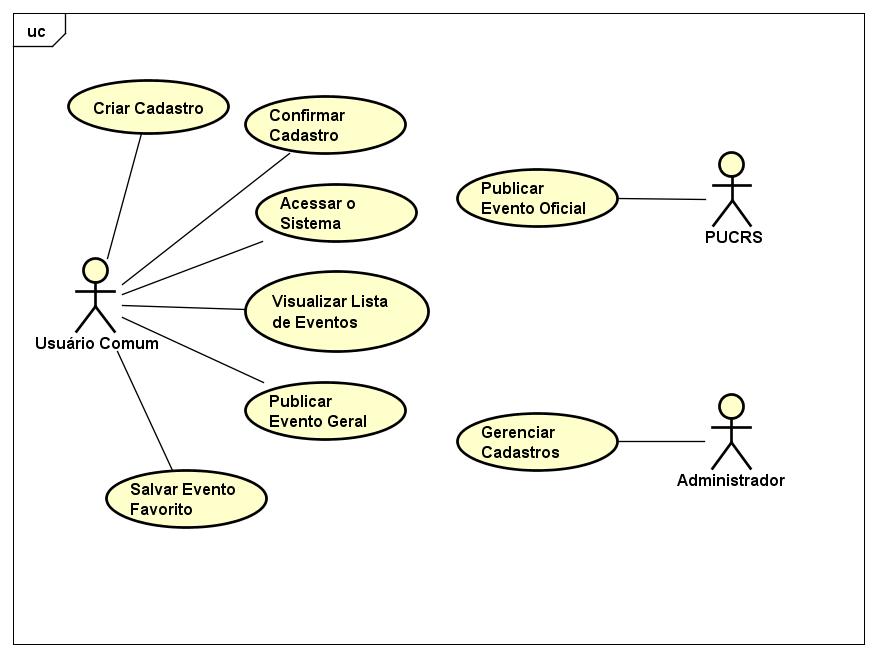 uc
Criar Cadastro
Confirmar
Cadastro
Acessar o
Sistema
Publicar
Evento Oficial
PUCRS
Visualizar Lista
de Eventos
Usuário Comum
Publicar
Evento Geral
Gerenciar
Cadastros
Administrador
Salvar Evento
Favorito